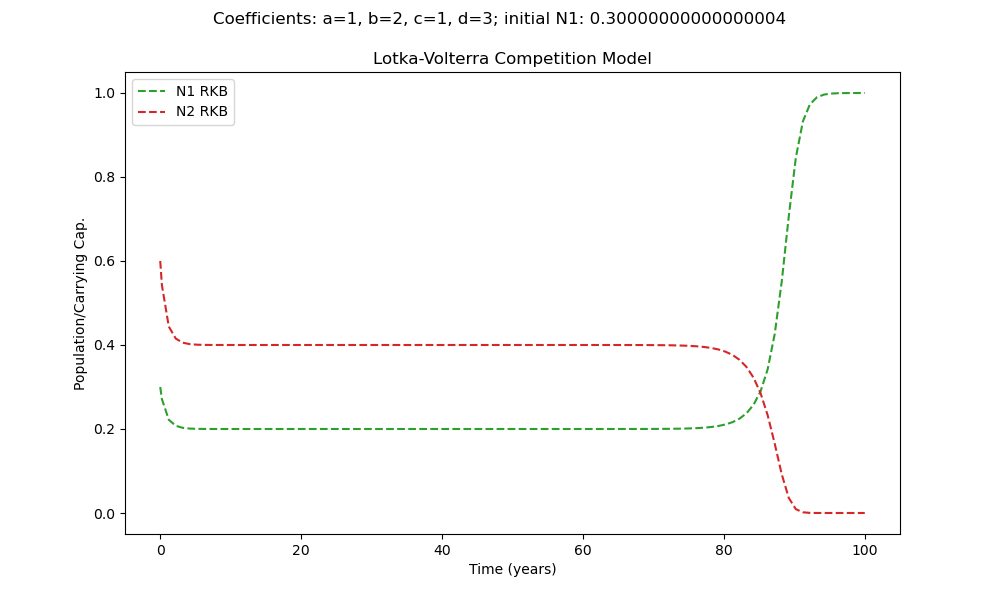 Coefficients: a=1, b=2, c=1, d=3; initial N1: 0.30000000000000004
Lotka-Volterra Competition Model
N1 RKB
N2 RKB
1.0
0.8
0.6
0.4
0.2
0.0
Population/Carrying Cap.
0 20 40 60 80 100
Time (years)